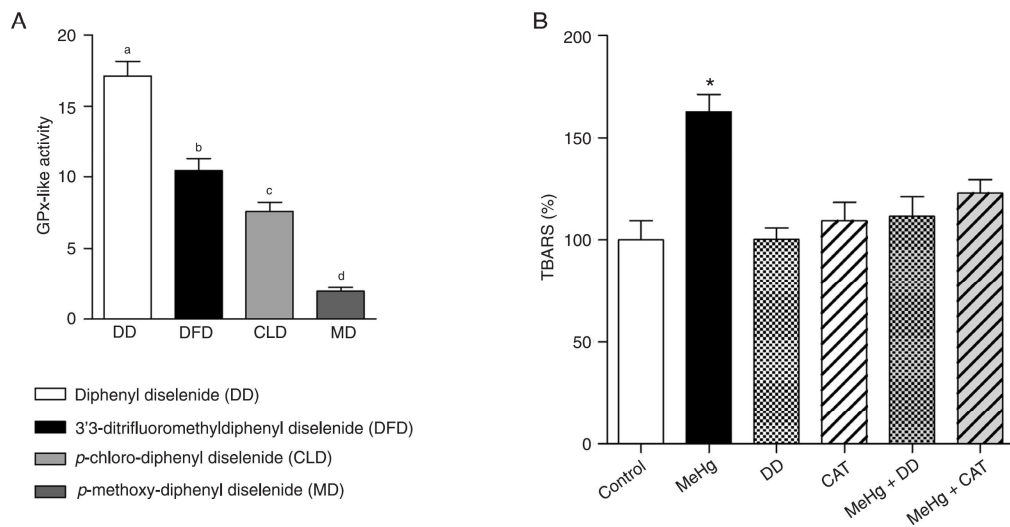 A
20
15
10
5
0
GPx-like activity
a
b
c
d
DD DFD CLD MD
Diphenyl diselenide (DD)
3'3-ditrifluoromethyldiphenyl diselenide (DFD)
p-chloro-diphenyl diselenide (CLD)
p-methoxy-diphenyl diselenide (MD)
B
200
150
100
50
0
TBARS (%)
*
Control
MeHg
DD
CAT
MeHg + DD
MeHg + CAT